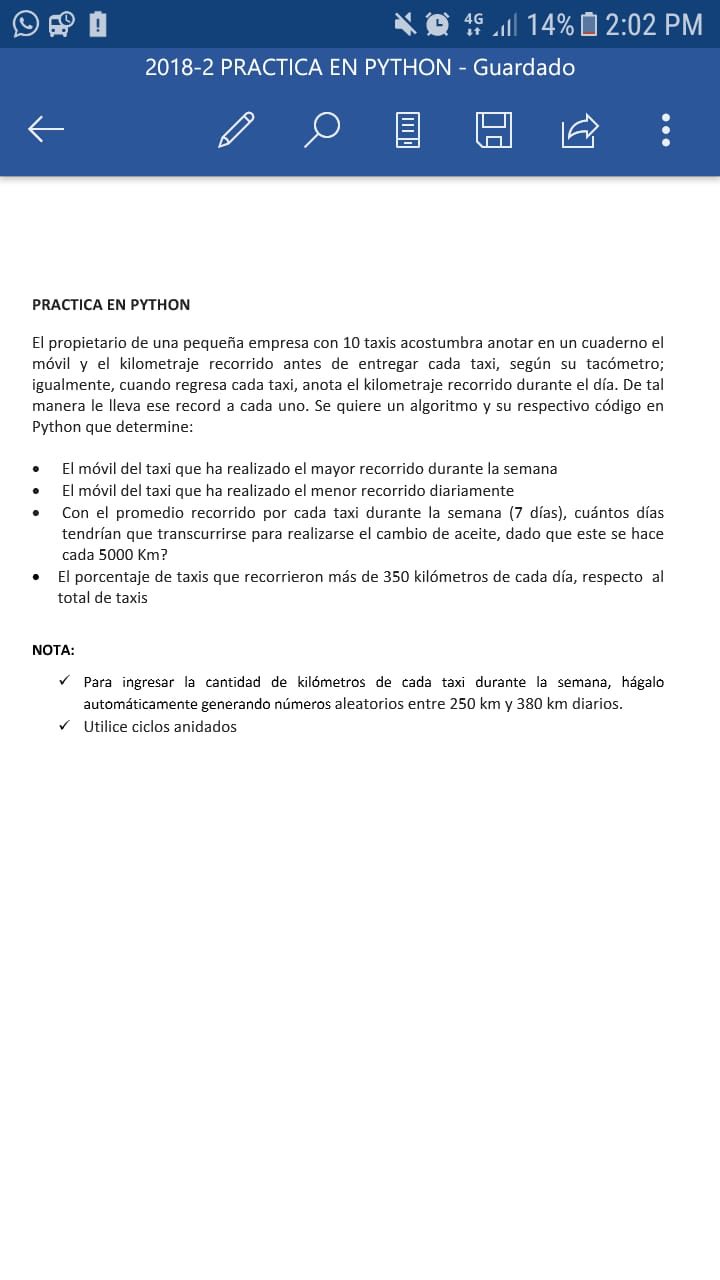 4G 14% 2:02 PM
2018-2 PRACTICA EN PYTHON - Guardado
PRACTICA EN PYTHON
El propietario de una pequeña empresa con 10 taxis acostumbra anotar en un cuaderno el
móvil y el kilometraje recorrido antes de entregar cada taxi, según su tacómetro;
igualmente, cuando regresa cada taxi, anota el kilometraje recorrido durante el día. De tal
manera le lleva ese record a cada uno. Se quiere un algoritmo y su respectivo código en
Python que determine:
• El móvil del taxi que ha realizado el mayor recorrido durante la semana
• El móvil del taxi que ha realizado el menor recorrido diariamente
• Con el promedio recorrido por cada taxi durante la semana (7 días), cuántos días
tendrían que transcurrirse para realizarse el cambio de aceite, dado que este se hace
cada 5000 Km?
• El porcentaje de taxis que recorrieron más de 350 kilómetros de cada día, respecto al
total de taxis
NOTA:
✓ Para ingresar la cantidad de kilómetros de cada taxi durante la semana, hágalo
automáticamente generando números aleatorios entre 250 km y 380 km diarios.
✓ Utilice ciclos anidados